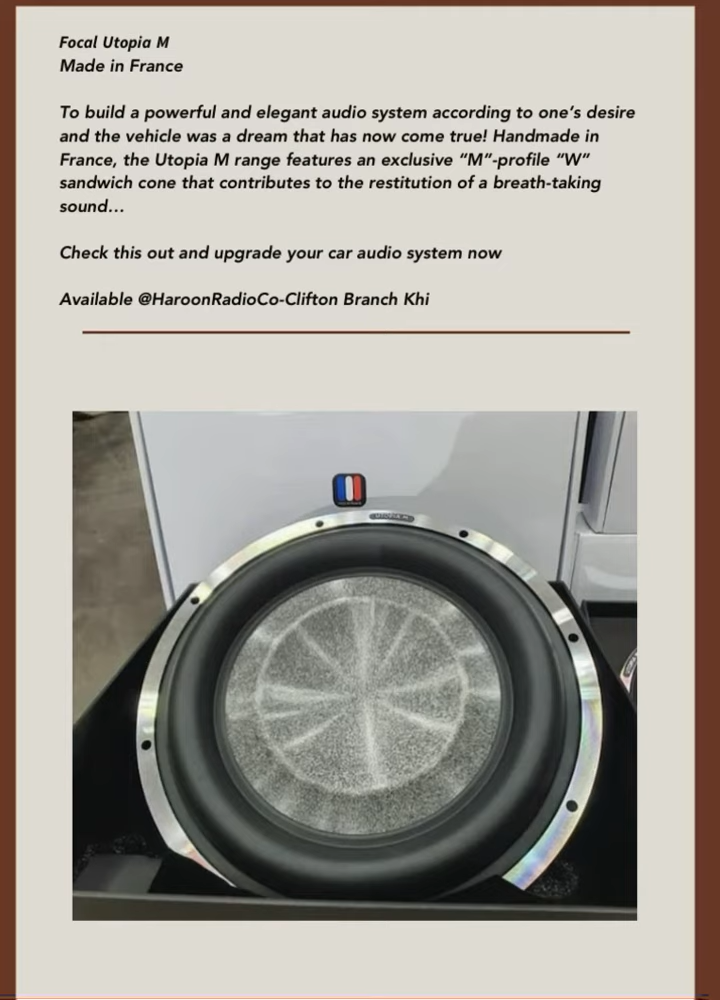 Focal Utopia M
Made in France
To build a powerful and elegant audio system according to one’s desire
and the vehicle was a dream that has now come true! Handmade in
France, the Utopia M range features an exclusive “M”-profile “W”
sandwich cone that contributes to the restitution of a breath-taking
sound...
Check this out and upgrade your car audio system now
Available @HaroonRadioCo-Clifton Branch Khi